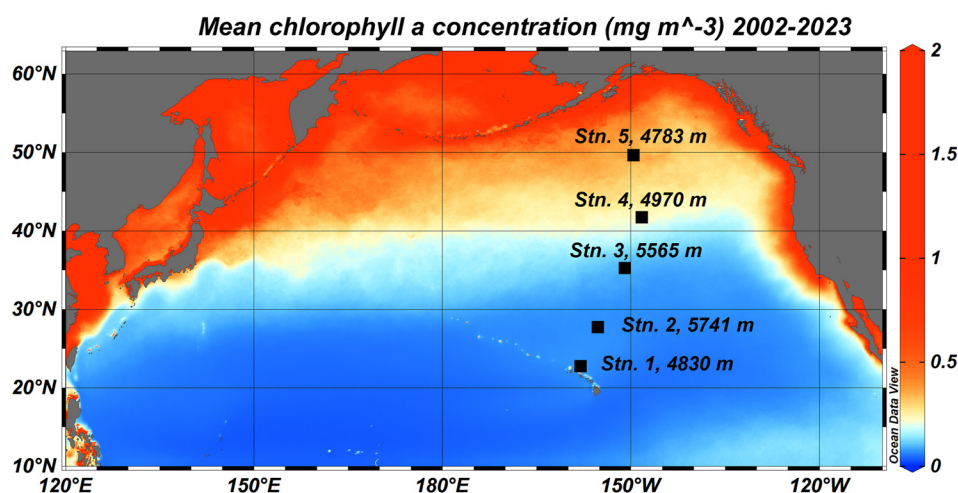 Mean chlorophyll a concentration (mg m^-3) 2002-2023
60°N
50°N
40°N
30°N
20°N
10°N
120°E
150°E
180°W
150°W
120°W
Stn. 5, 4783 m
Stn. 4, 4970 m
Stn. 3, 5565 m
Stn. 2, 5741 m
Stn. 1, 4830 m
Ocean Data View
2
1.5
1
0.5
0